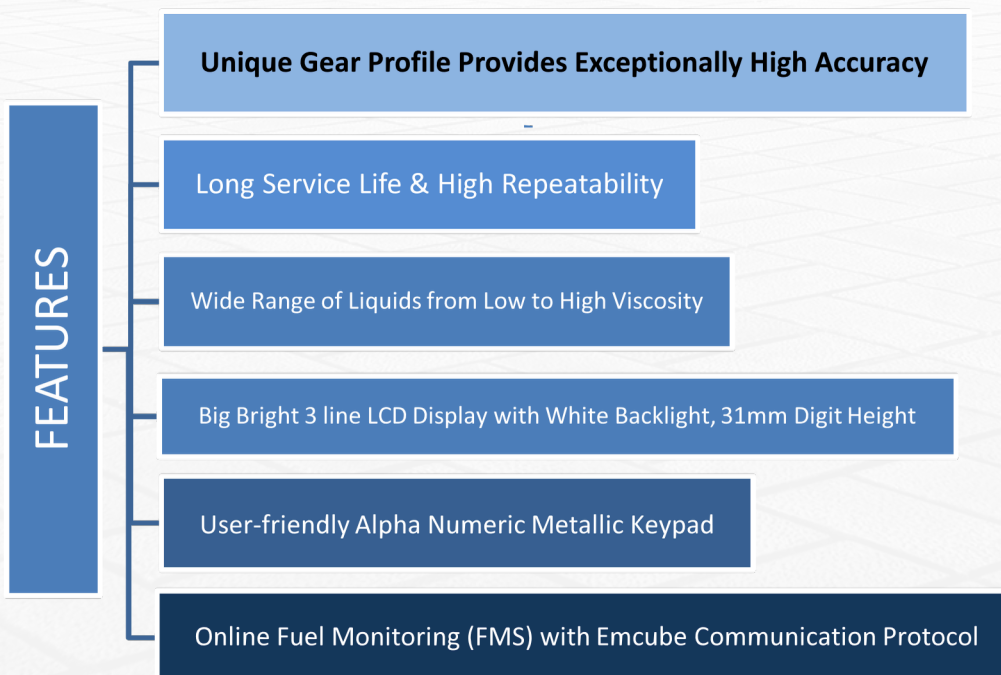 FEATURES
Unique Gear Profile Provides Exceptionally High Accuracy
Long Service Life & High Repeatability
Wide Range of Liquids from Low to High Viscosity
Big Bright 3 line LCD Display with White Backlight, 31mm Digit Height
User-friendly Alpha Numeric Metallic Keypad
Online Fuel Monitoring (FMS) with Emcube Communication Protocol